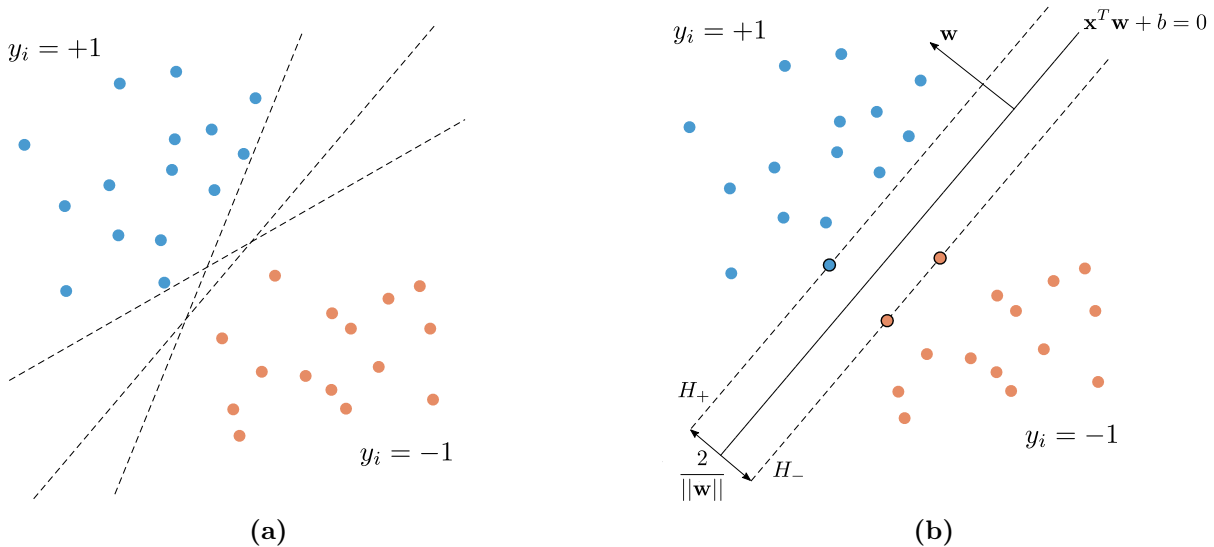 y_i = +1
y_i = −1
(a)
y_i = +1
w
x^T w + b = 0
H_+
2
||w||
H_−
y_i = −1
(b)